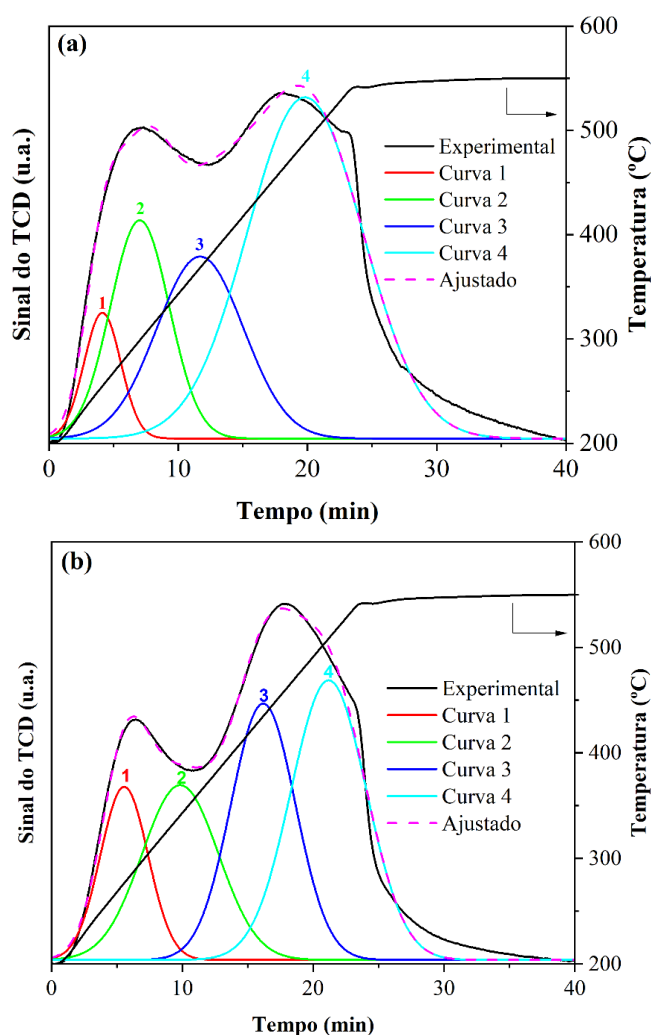 (a)
Sinal do TCD (u.a.)
Temperatura (ºC)
600
500
400
300
200
1
2
3
4
Experimental
Curva 1
Curva 2
Curva 3
Curva 4
Ajustado
0 10 20 30 40
Tempo (min)
(b)
Sinal do TCD (u.a.)
Temperatura (ºC)
600
500
400
300
200
1
2
3
4
Experimental
Curva 1
Curva 2
Curva 3
Curva 4
Ajustado
0 10 20 30 40
Tempo (min)